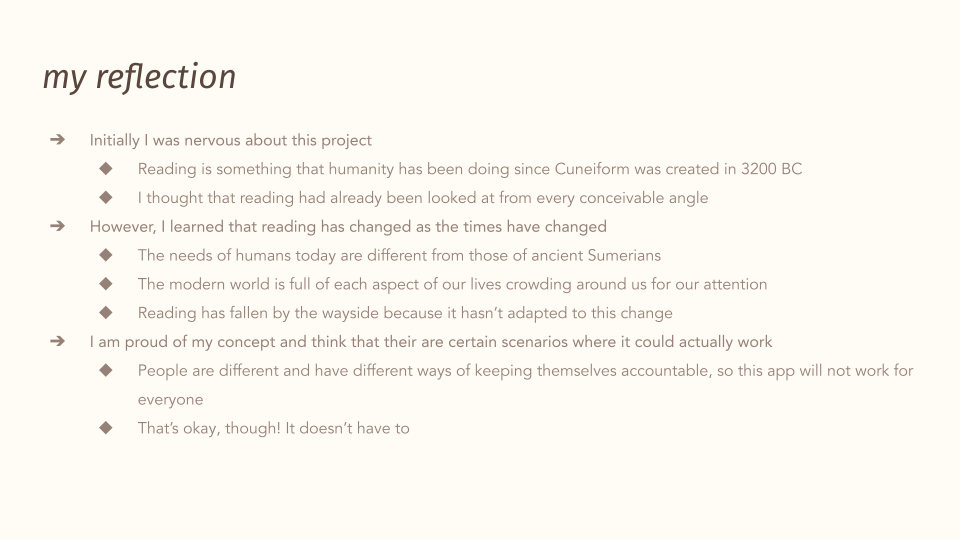 my reflection
➔ Initially I was nervous about this project
◆ Reading is something that humanity has been doing since Cuneiform was created in 3200 BC
◆ I thought that reading had already been looked at from every conceivable angle
➔ However, I learned that reading has changed as the times have changed
◆ The needs of humans today are different from those of ancient Sumerians
◆ The modern world is full of each aspect of our lives crowding around us for our attention
◆ Reading has fallen by the wayside because it hasn’t adapted to this change
➔ I am proud of my concept and think that their are certain scenarios where it could actually work
◆ People are different and have different ways of keeping themselves accountable, so this app will not work for
everyone
◆ That’s okay, though! It doesn’t have to